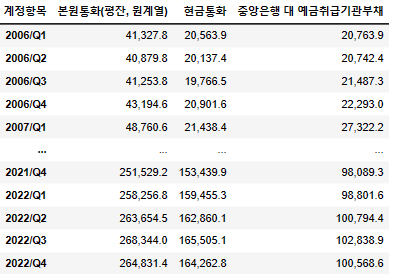 계정항목 본원통화(평잔, 원계열) 현금통화 중앙은행 대 예금취급기관부채
2006/Q1 41,327.8 20,563.9 20,763.9
2006/Q2 40,879.8 20,137.4 20,742.4
2006/Q3 41,253.8 19,766.5 21,487.3
2006/Q4 43,194.6 20,901.6 22,293.0
2007/Q1 48,760.6 21,438.4 27,322.2
... ... ... ...
2021/Q4 251,529.2 153,439.9 98,089.3
2022/Q1 258,256.8 159,455.3 98,801.6
2022/Q2 263,654.5 162,860.1 100,794.4
2022/Q3 268,344.0 165,505.1 102,838.9
2022/Q4 264,831.4 164,262.8 100,568.6